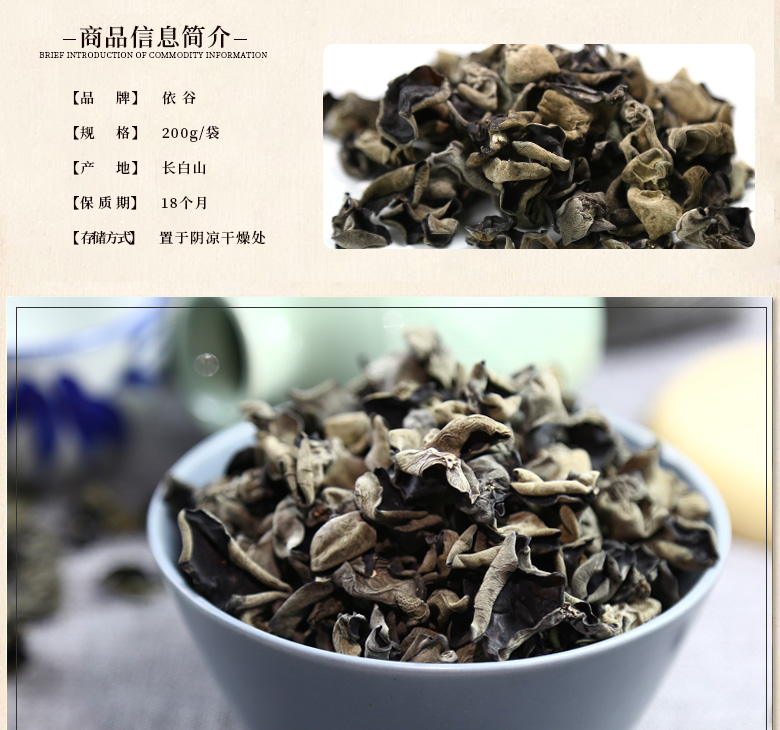 商品信息简介
BRIEF INTRODUCTION OF COMMODITY INFORMATION
【品 牌】 依谷
【规 格】 200g/袋
【产 地】 长白山
【保质期】 18个月
【存储方式】 置于阴凉干燥处